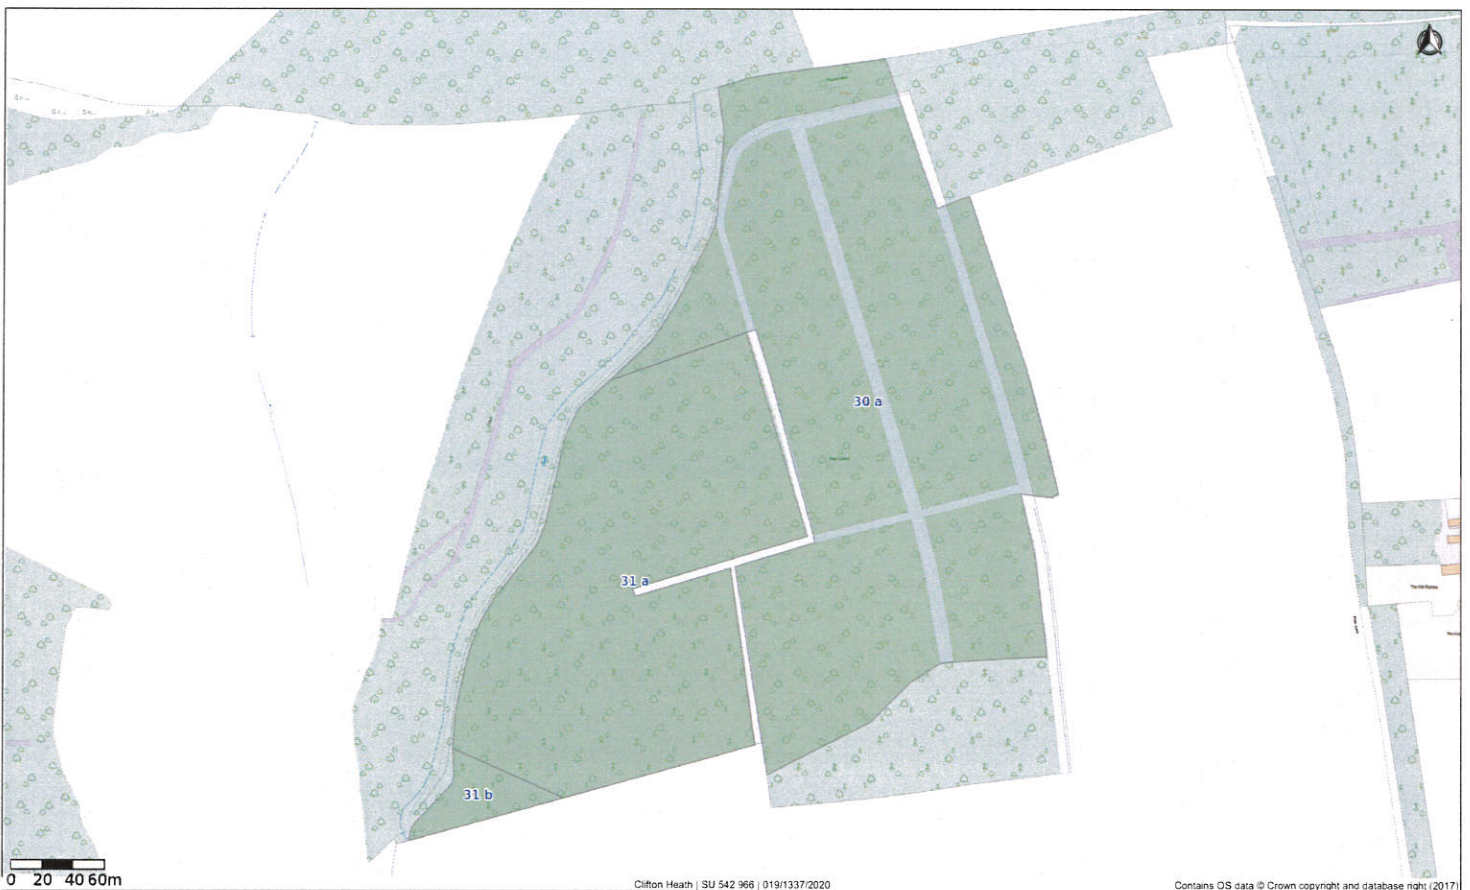 30 a
31 a
31 b
0 20 40 60m
Clifton Heath | SU 542 966 | 019/1337/2020
Contains OS data © Crown copyright and database right (2017)